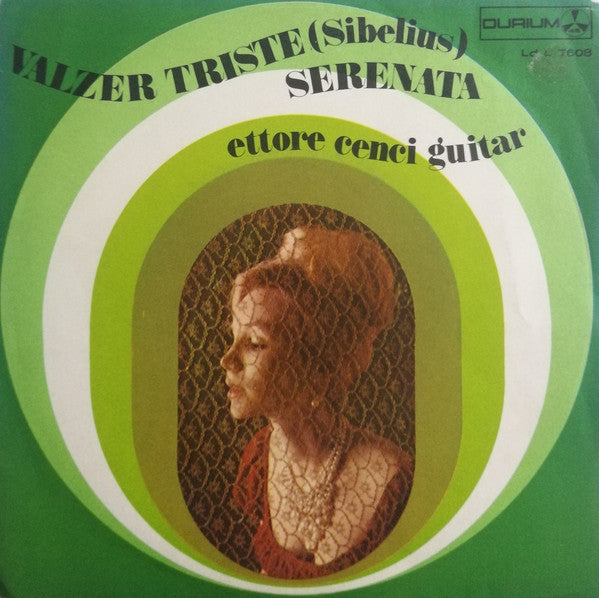 VALZER TRISTE (Sibelius)
SERENATA
ettore cenci guitar
DURIUM